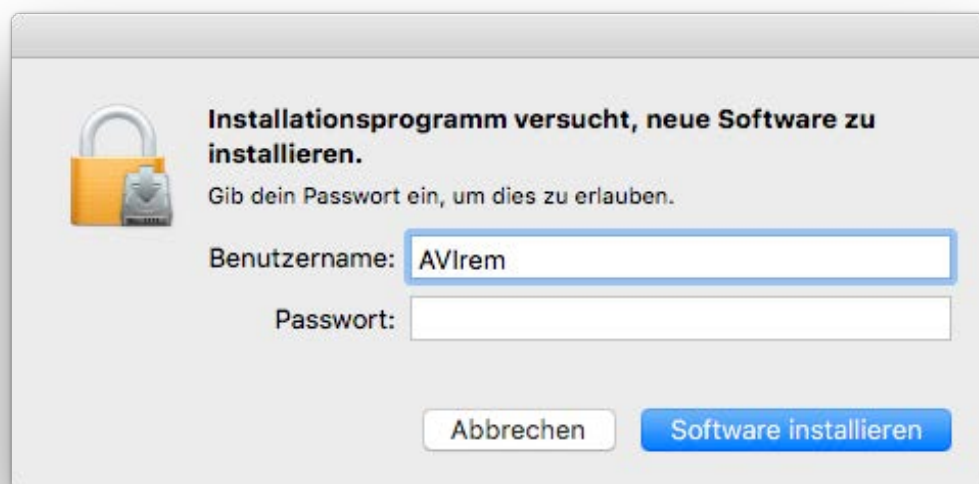 Installationsprogramm versucht, neue Software zu
installieren.
Gib dein Passwort ein, um dies zu erlauben.
Benutzername: AVIrem
Passwort:
Abbrechen Software installieren